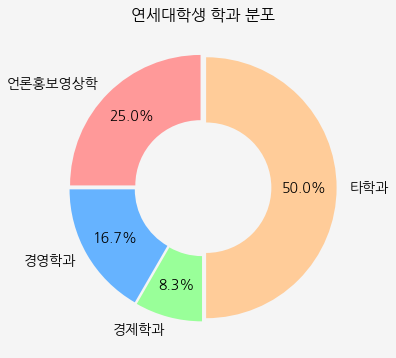 연세대학생 학과 분포
언론홍보영상학
25.0%
타학과
50.0%
16.7%
경영학과
8.3%
경제학과